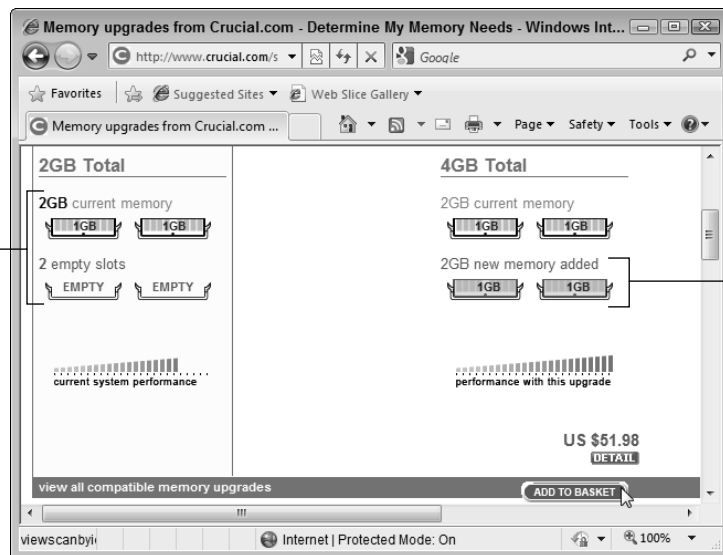 Memory upgrades from Crucial.com - Determine My Memory Needs - Windows Int...
http://www.crucial.com/s
Google
Favorites Suggested Sites Web Slice Gallery
Memory upgrades from Crucial.com ... Page Safety Tools
2GB Total
2GB current memory
1GB 1GB
2 empty slots
EMPTY EMPTY
current system performance
4GB Total
2GB current memory
1GB 1GB
2GB new memory added
1GB 1GB
performance with this upgrade
US $51.98
DETAIL
view all compatible memory upgrades ADD TO BASKET
viewscanbyi Internet | Protected Mode: On 100%